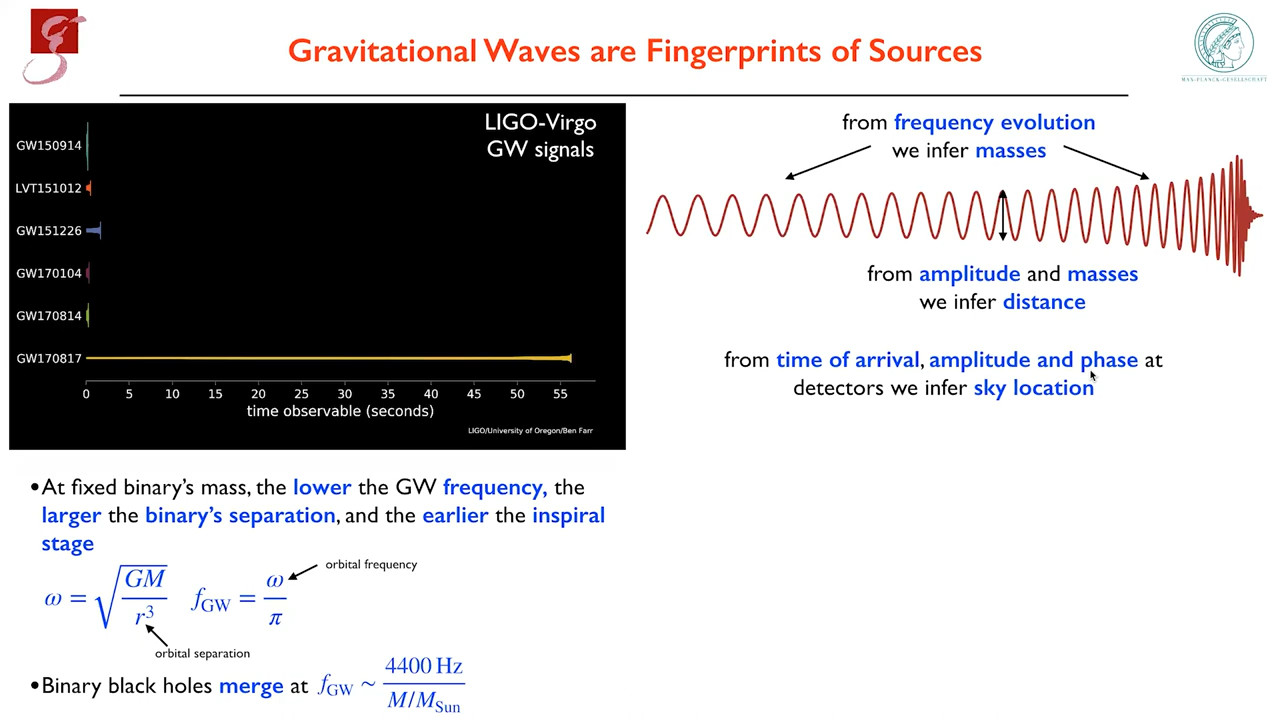 Gravitational Waves are Fingerprints of Sources
MAX-PLANCK-GESELLSCHAFT
LIGO-Virgo
GW signals
GW150914
LVT151012
GW151226
GW170104
GW170814
GW170817
0 5 10 15 20 25 30 35 40 45 50 55
time observable (seconds)
LIGO/University of Oregon/Ben Farr
from frequency evolution
we infer masses
from amplitude and masses
we infer distance
from time of arrival, amplitude and phase at
detectors we infer sky location
•At fixed binary's mass, the lower the GW frequency, the
larger the binary's separation, and the earlier the inspiral
stage
orbital frequency
ω = √(GM/r³) f_GW = ω/π
orbital separation
•Binary black holes merge at f_GW ~ 4400 Hz / (M/M_Sun)